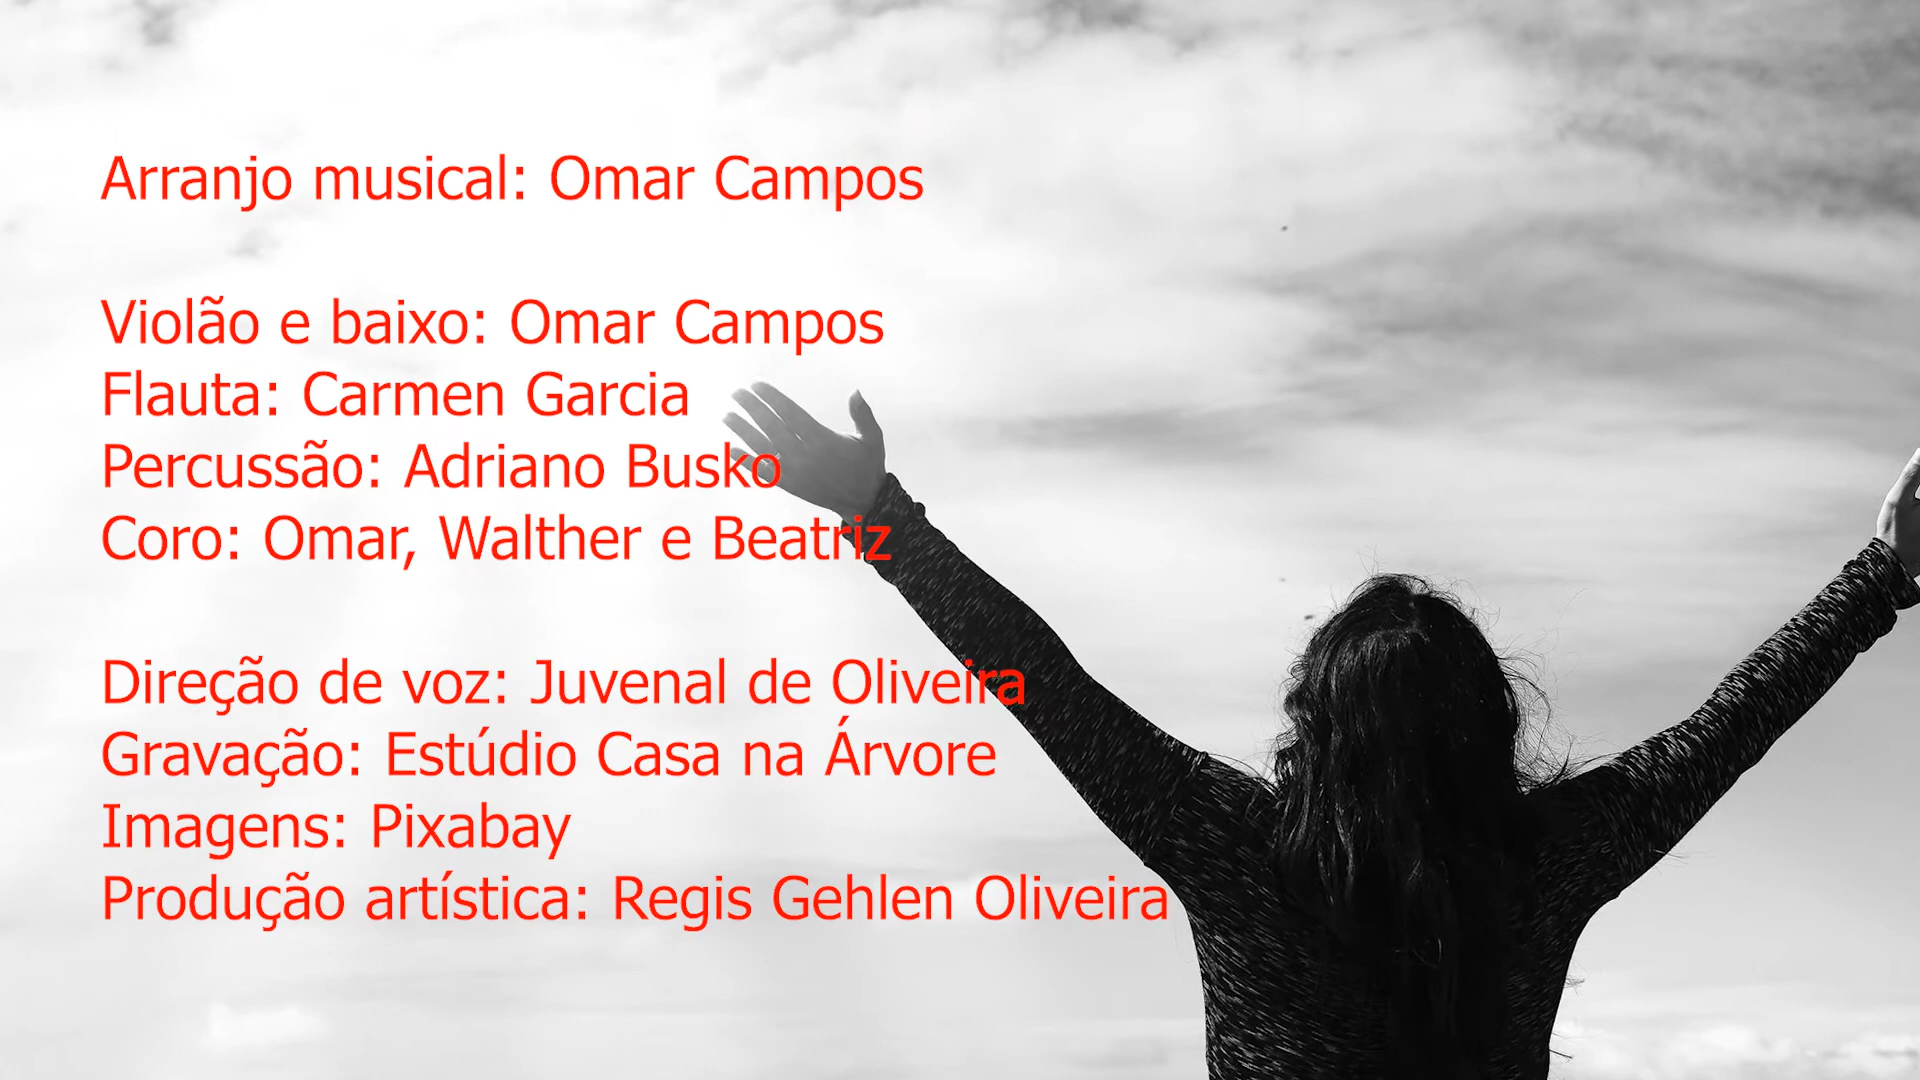 Arranjo musical: Omar Campos
Violão e baixo: Omar Campos
Flauta: Carmen Garcia
Percussão: Adriano Busko
Coro: Omar, Walther e Beatriz
Direção de voz: Juvenal de Oliveira
Gravação: Estúdio Casa na Árvore
Imagens: Pixabay
Produção artística: Regis Gehlen Oliveira